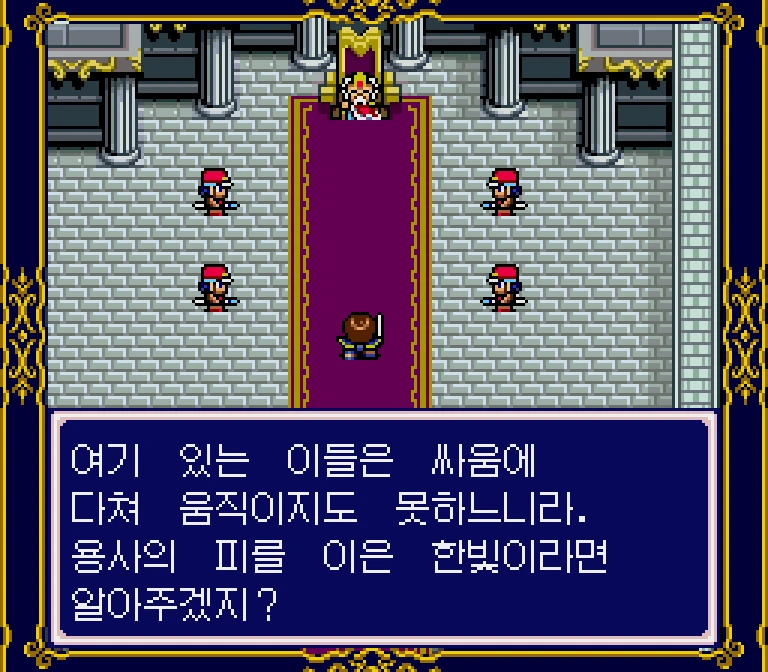 여기 있는 이들은 싸움에
다쳐 움직이지도 못하느니라.
용사의 피를 이은 한빛이라면
알아주겠지?